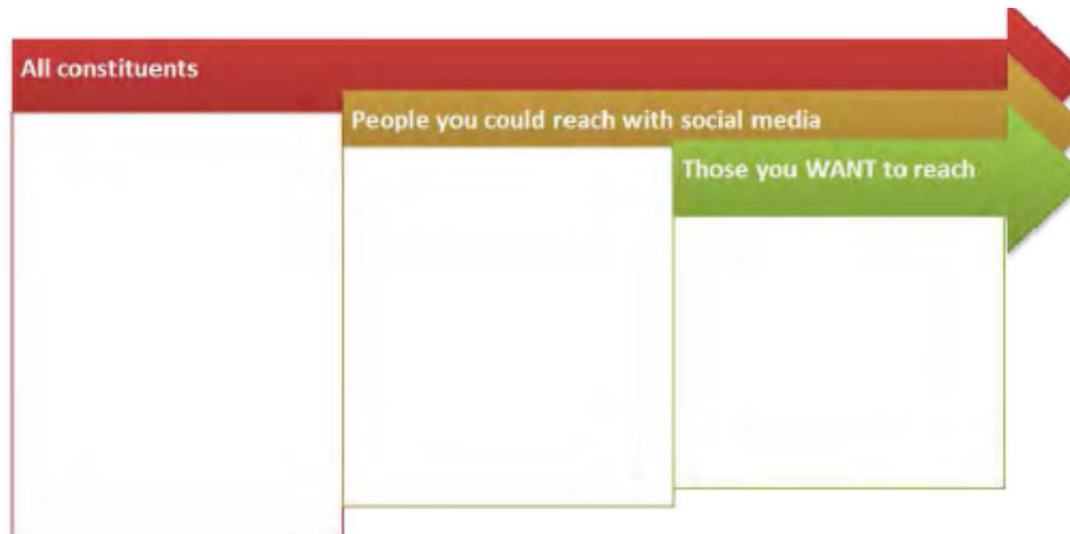 All constituents
People you could reach with social media
Those you WANT to reach